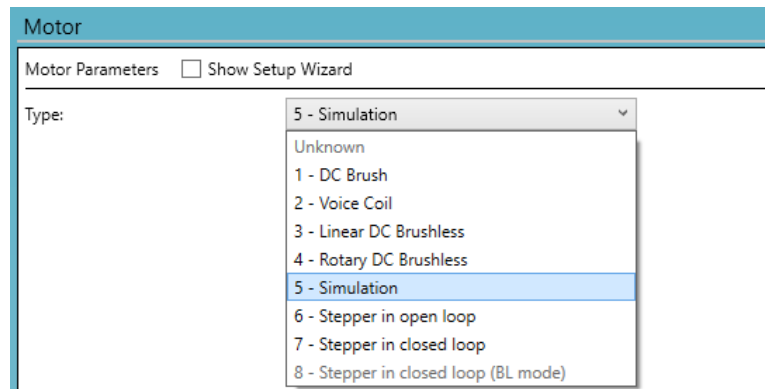 Motor
Motor Parameters Show Setup Wizard
Type: 5 - Simulation
Unknown
1 - DC Brush
2 - Voice Coil
3 - Linear DC Brushless
4 - Rotary DC Brushless
5 - Simulation
6 - Stepper in open loop
7 - Stepper in closed loop
8 - Stepper in closed loop (BL mode)